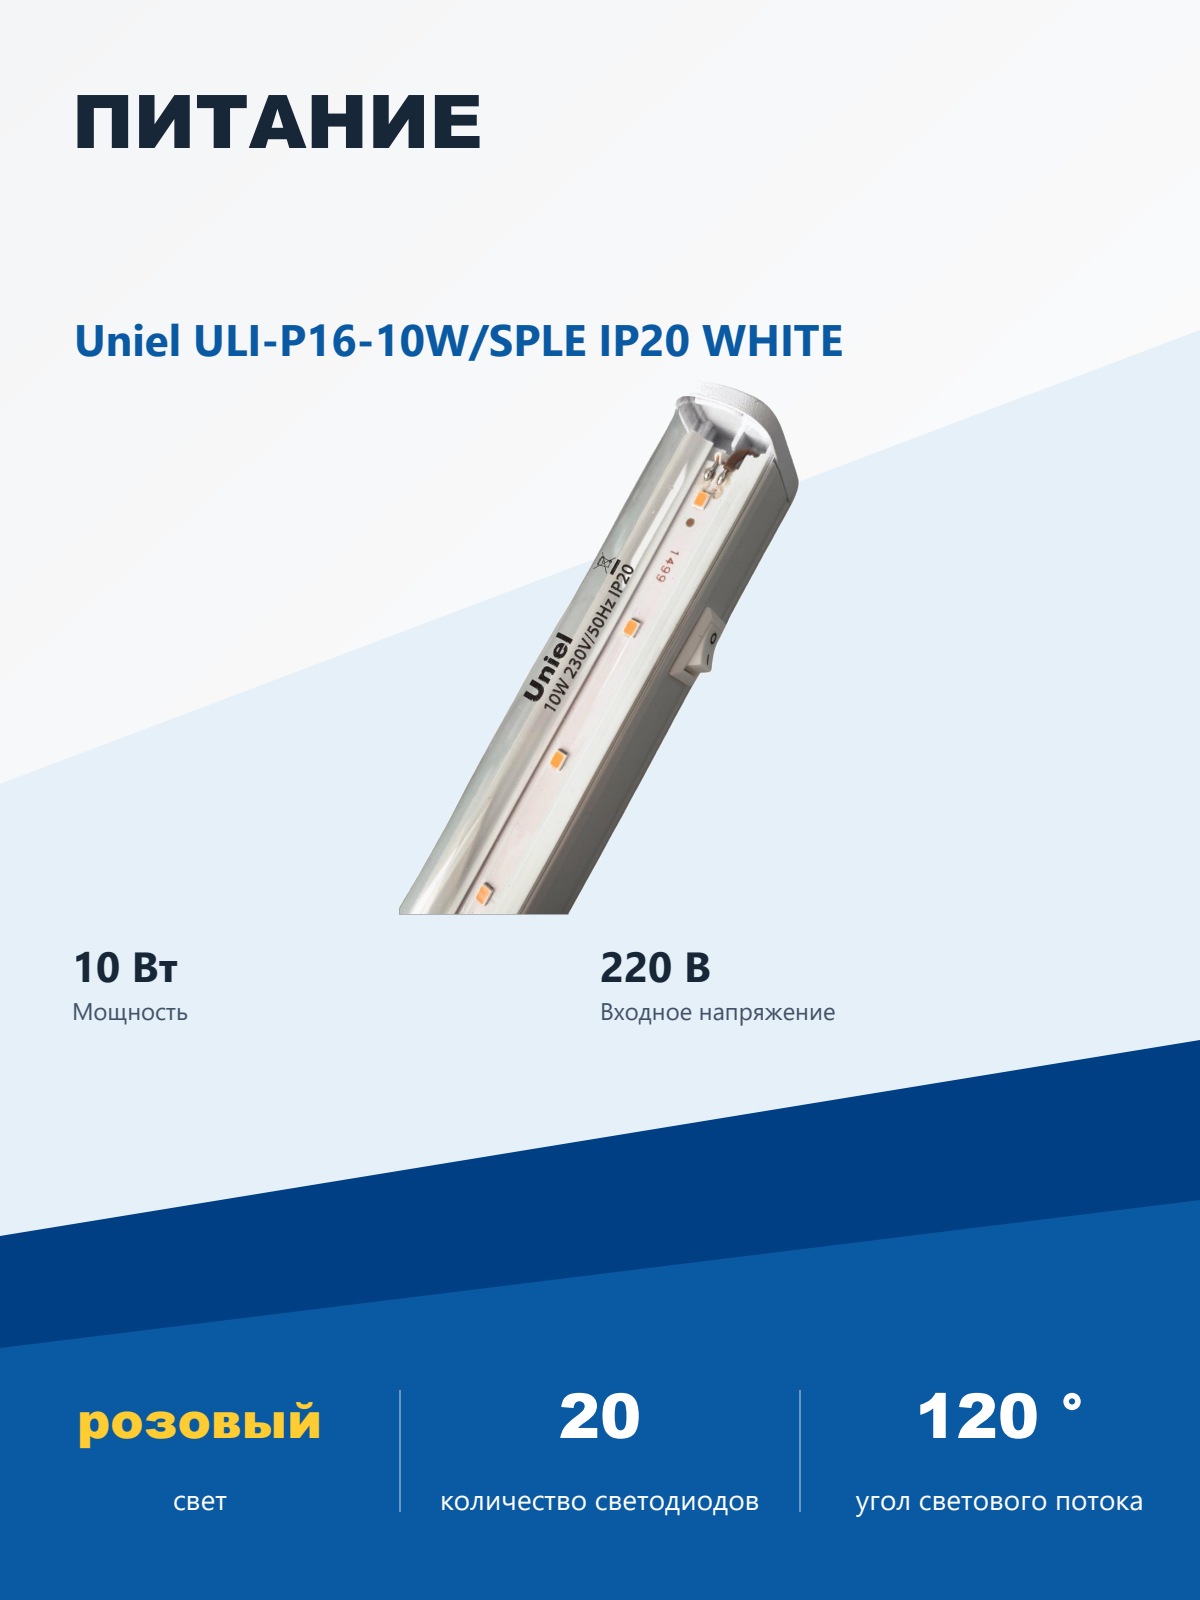 ПИТАНИЕ
Uniel ULI-P16-10W/SPLE IP20 WHITE
1499
Uniel
10W 230V/50Hz IP20
O
I
10 Вт
Мощность
220 В
Входное напряжение
розовый
свет
20
количество светодиодов
120 °
угол светового потока